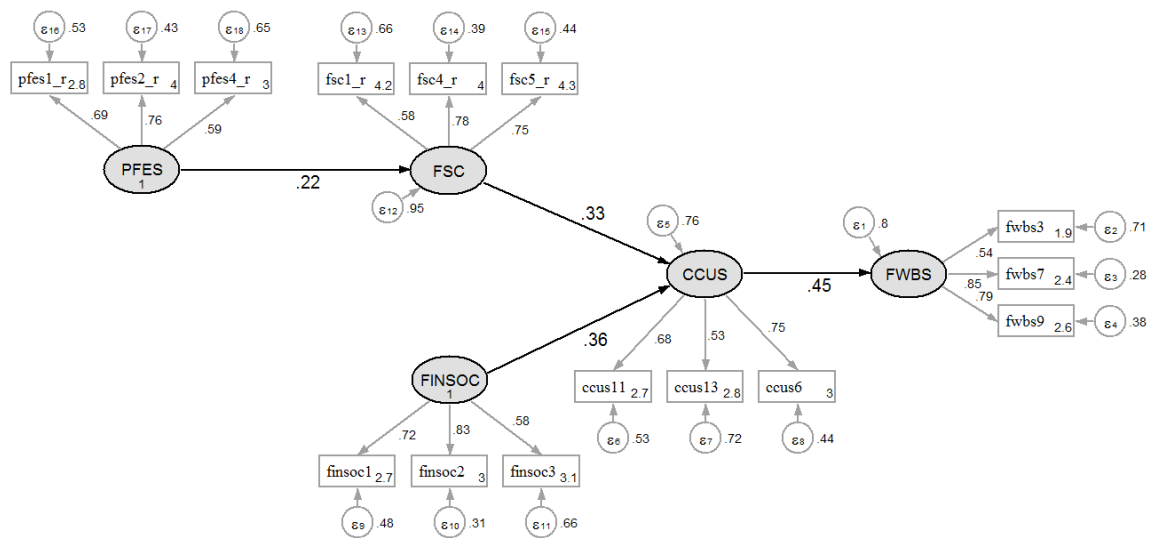 ε16 .53 ε17 .43 ε18 .65 ε13 .66 ε14 .39 ε15 .44
pfes1_r 2.8 pfes2_r 4 pfes4_r 3 fsc1_r 4.2 fsc4_r 4 fsc5_r 4.3
.69 .76 .59 .58 .78 .75
PFES 1 .22 FSC
ε12 .95 .33 ε5 .76 ε1 .8
fwbs3 1.9 ε2 .71
.54
CCUS .45 FWBS .85 fwbs7 2.4 ε3 .28
.79
fwbs9 2.6 ε4 .38
.36 .68 .53 .75
FINSOC 1
ccus11 2.7 ccus13 2.8 ccus6 3
.72 .83 .58
ε6 .53 ε7 .72 ε8 .44
finsoc1 2.7 finsoc2 3 finsoc3 3.1
ε9 .48 ε10 .31 ε11 .66